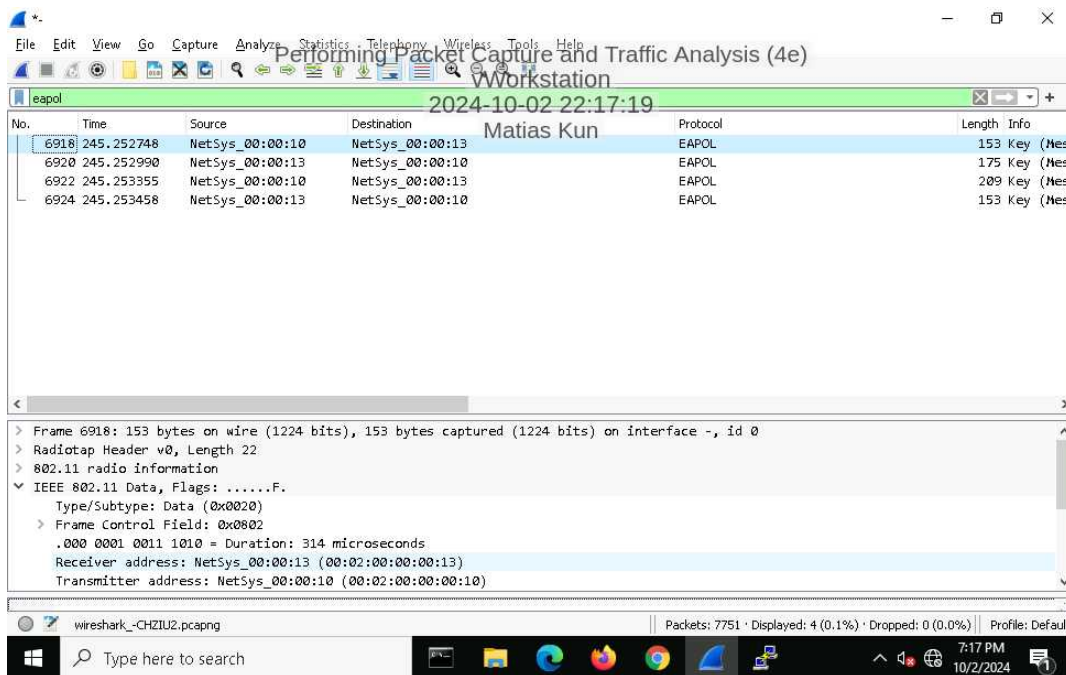 *-
File Edit View Go Capture Analyze Statistics Telephony Wireless Tools Help
Performing Packet Capture and Traffic Analysis (4e)
vWorkstation
2024-10-02 22:17:19
Matias Kun
eapol
No. Time Source Destination Protocol Length Info
6918 245.252748 NetSys_00:00:10 NetSys_00:00:13 EAPOL 153 Key (Mes
6920 245.252990 NetSys_00:00:13 NetSys_00:00:10 EAPOL 175 Key (Mes
6922 245.253355 NetSys_00:00:10 NetSys_00:00:13 EAPOL 209 Key (Mes
6924 245.253458 NetSys_00:00:13 NetSys_00:00:10 EAPOL 153 Key (Mes
Frame 6918: 153 bytes on wire (1224 bits), 153 bytes captured (1224 bits) on interface -, id 0
Radiotap Header v0, Length 22
802.11 radio information
IEEE 802.11 Data, Flags: ......F.
Type/Subtype: Data (0x0020)
Frame Control Field: 0x0802
.000 0001 0011 1010 = Duration: 314 microseconds
Receiver address: NetSys_00:00:13 (00:02:00:00:00:13)
Transmitter address: NetSys_00:00:10 (00:02:00:00:00:10)
wireshark_-CHZIU2.pcapng Packets: 7751 · Displayed: 4 (0.1%) · Dropped: 0 (0.0%) Profile: Defaul
Type here to search
7:17 PM
10/2/2024
1